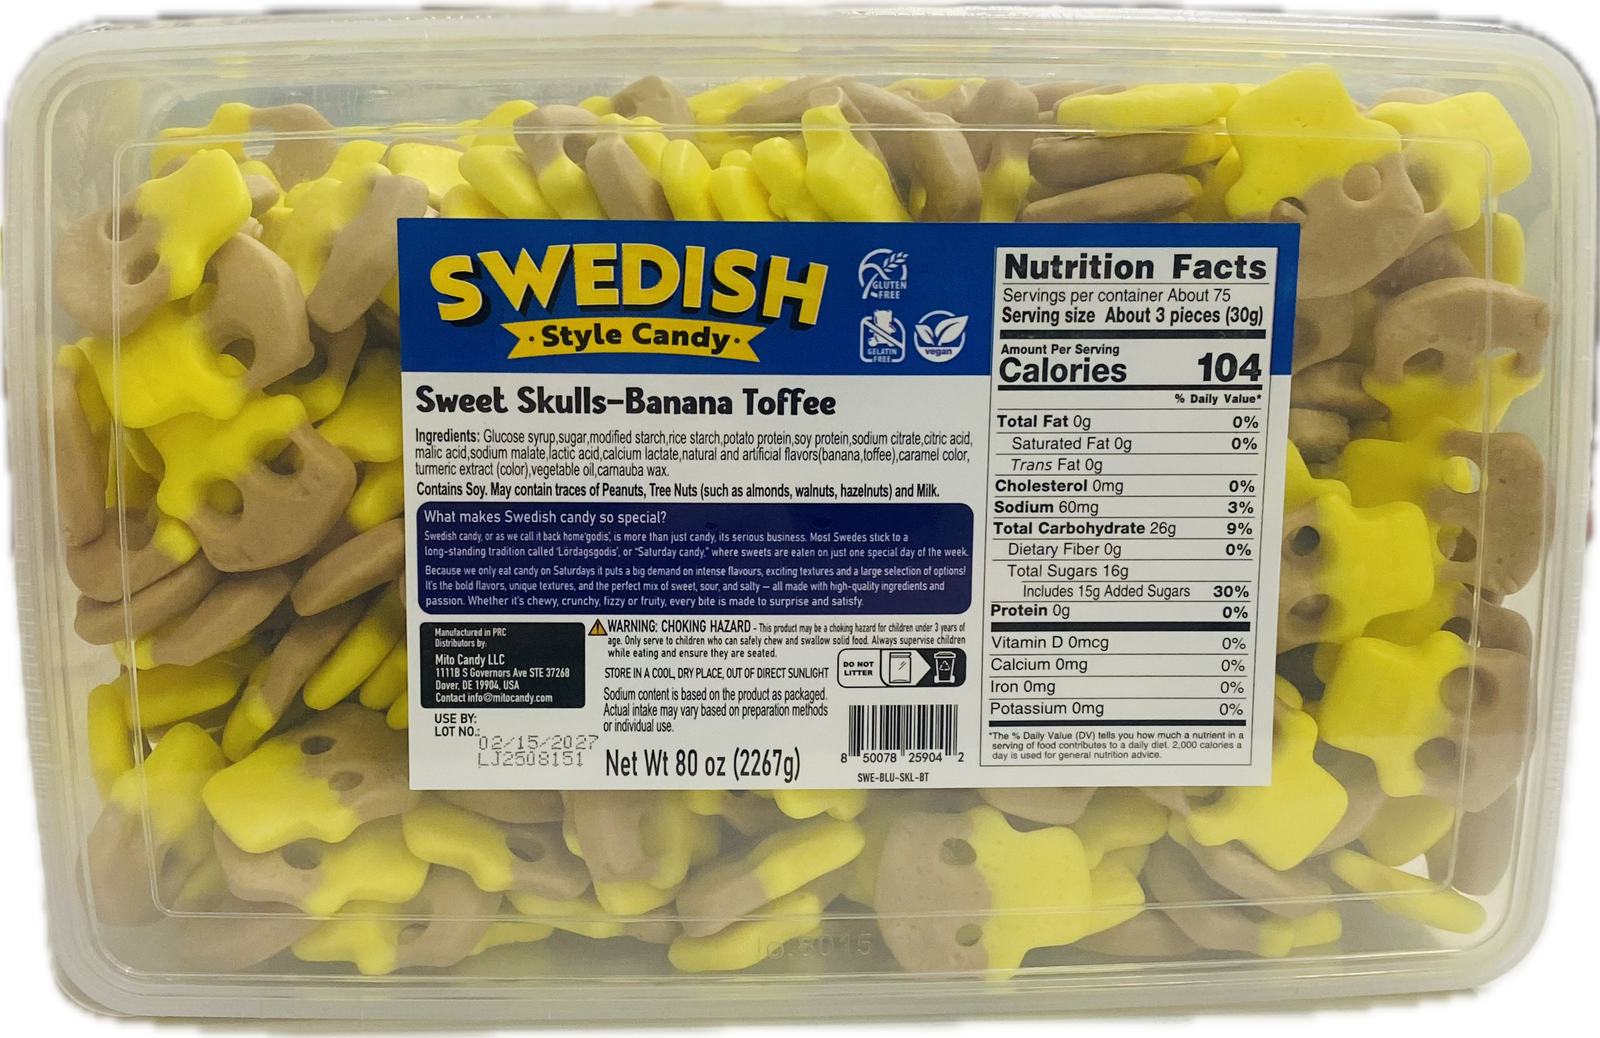 SWEDISH
· Style Candy ·
GLUTEN
FREE
GELATIN
FREE
vegan
Sweet Skulls-Banana Toffee
Ingredients: Glucose syrup,sugar,modified starch,rice starch,potato protein,soy protein,sodium citrate,citric acid,
malic acid,sodium malate,lactic acid,calcium lactate,natural and artificial flavors(banana,toffee),caramel color,
turmeric extract (color),vegetable oil,carnauba wax.
Contains Soy. May contain traces of Peanuts, Tree Nuts (such as almonds, walnuts, hazelnuts) and Milk.
What makes Swedish candy so special?
Swedish candy, or as we call it back home'godis', is more than just candy, its serious business. Most Swedes stick to a
long-standing tradition called 'Lördagsgodis', or "Saturday candy," where sweets are eaten on just one special day of the week.
Because we only eat candy on Saturdays it puts a big demand on intense flavours, exciting textures and a large selection of options!
It's the bold flavors, unique textures, and the perfect mix of sweet, sour, and salty — all made with high-quality ingredients and
passion. Whether it's chewy, crunchy, fizzy or fruity, every bite is made to surprise and satisfy.
Manufactured in PRC
Distributors by:
Mito Candy LLC
1111B S Governors Ave STE 37268
Dover, DE 19904, USA
Contact info@mitocandy.com
USE BY:
LOT NO.:
02/15/2027
LJ2508151
WARNING: CHOKING HAZARD - This product may be a choking hazard for children under 3 years of
age. Only serve to children who can safely chew and swallow solid food. Always supervise children
while eating and ensure they are seated.
STORE IN A COOL, DRY PLACE, OUT OF DIRECT SUNLIGHT
DO NOT
LITTER
Sodium content is based on the product as packaged.
Actual intake may vary based on preparation methods
or individual use.
Net Wt 80 oz (2267g)
8 50078 25904 2
SWE-BLU-SKL-BT
Nutrition Facts
Servings per container About 75
Serving size About 3 pieces (30g)
Amount Per Serving
Calories 104
% Daily Value*
Total Fat 0g 0%
Saturated Fat 0g 0%
Trans Fat 0g
Cholesterol 0mg 0%
Sodium 60mg 3%
Total Carbohydrate 26g 9%
Dietary Fiber 0g 0%
Total Sugars 16g
Includes 15g Added Sugars 30%
Protein 0g 0%
Vitamin D 0mcg 0%
Calcium 0mg 0%
Iron 0mg 0%
Potassium 0mg 0%
*The % Daily Value (DV) tells you how much a nutrient in a
serving of food contributes to a daily diet. 2,000 calories a
day is used for general nutrition advice.